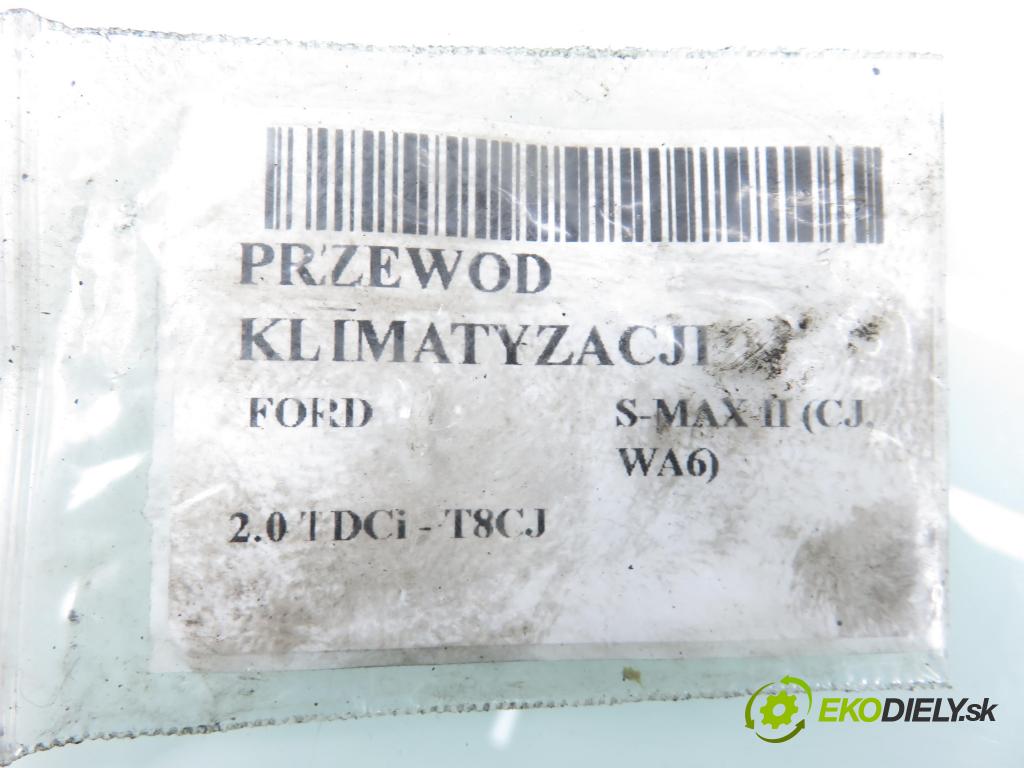 PRZEWOD
KLIMATYZACJI
FORD S-MAX II (CJ,
WA6)
2.0 TDCi - T8CJ
EKODIELY.sk